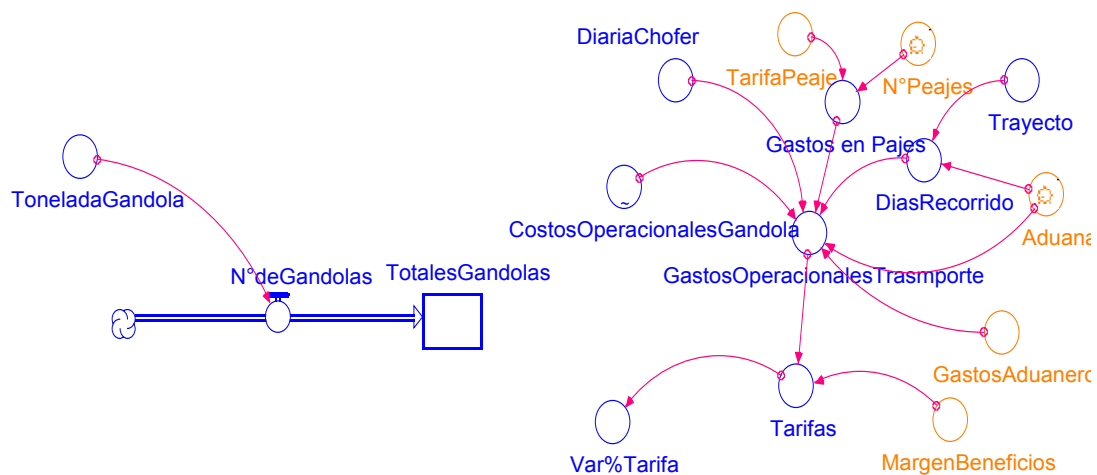 DiariaChofer
TarifaPeaje
N°Peajes
Trayecto
Gastos en Pajes
ToneladaGandola
DiasRecorrido
CostosOperacionalesGandola
Aduana
N°deGandolas
TotalesGandolas
GastosOperacionalesTrasmporte
GastosAduanero
Tarifas
Var%Tarifa
MargenBeneficios
~